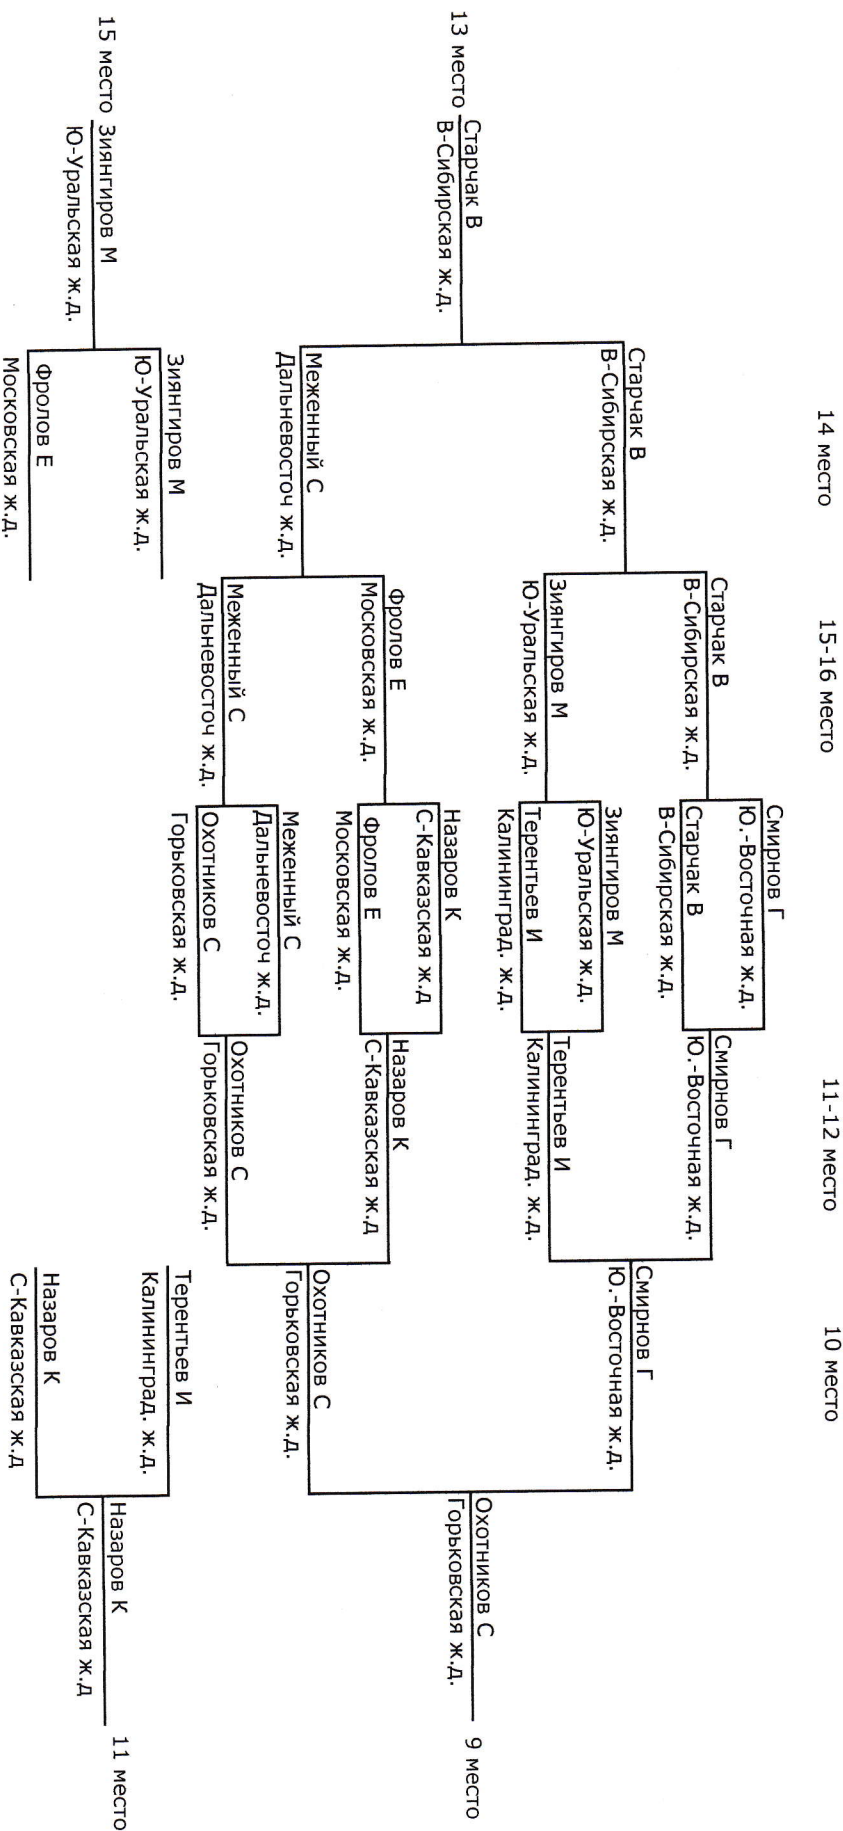 14 место
15-16 место
11-12 место
10 место
Смирнов Г
Ю.-Восточная ж.д.
Старчак В
В-Сибирская ж.д.
Старчак В
В-Сибирская ж.д.
Смирнов Г
Ю.-Восточная ж.д.
Старчак В
В-Сибирская ж.д.
Смирнов Г
Ю.-Восточная ж.д.
Зиянгиров М
Ю-Уральская ж.д.
Зиянгиров М
Ю-Уральская ж.д.
Терентьев И
Калининград. ж.д.
Терентьев И
Калининград. ж.д.
13 место
Старчак В
В-Сибирская ж.д.
Охотников С
Горьковская ж.д.
9 место
Назаров К
С-Кавказская ж.д
Фролов Е
Московская ж.д.
Назаров К
С-Кавказская ж.д
Фролов Е
Московская ж.д.
Меженный С
Дальневосточ ж.д.
Охотников С
Горьковская ж.д.
Меженный С
Дальневосточ ж.д.
Меженный С
Дальневосточ ж.д.
Охотников С
Горьковская ж.д.
Охотников С
Горьковская ж.д.
Зиянгиров М
Ю-Уральская ж.д.
Терентьев И
Калининград. ж.д.
15 место
Зиянгиров М
Ю-Уральская ж.д.
Назаров К
С-Кавказская ж.д
11 место
Фролов Е
Московская ж.д.
Назаров К
С-Кавказская ж.д